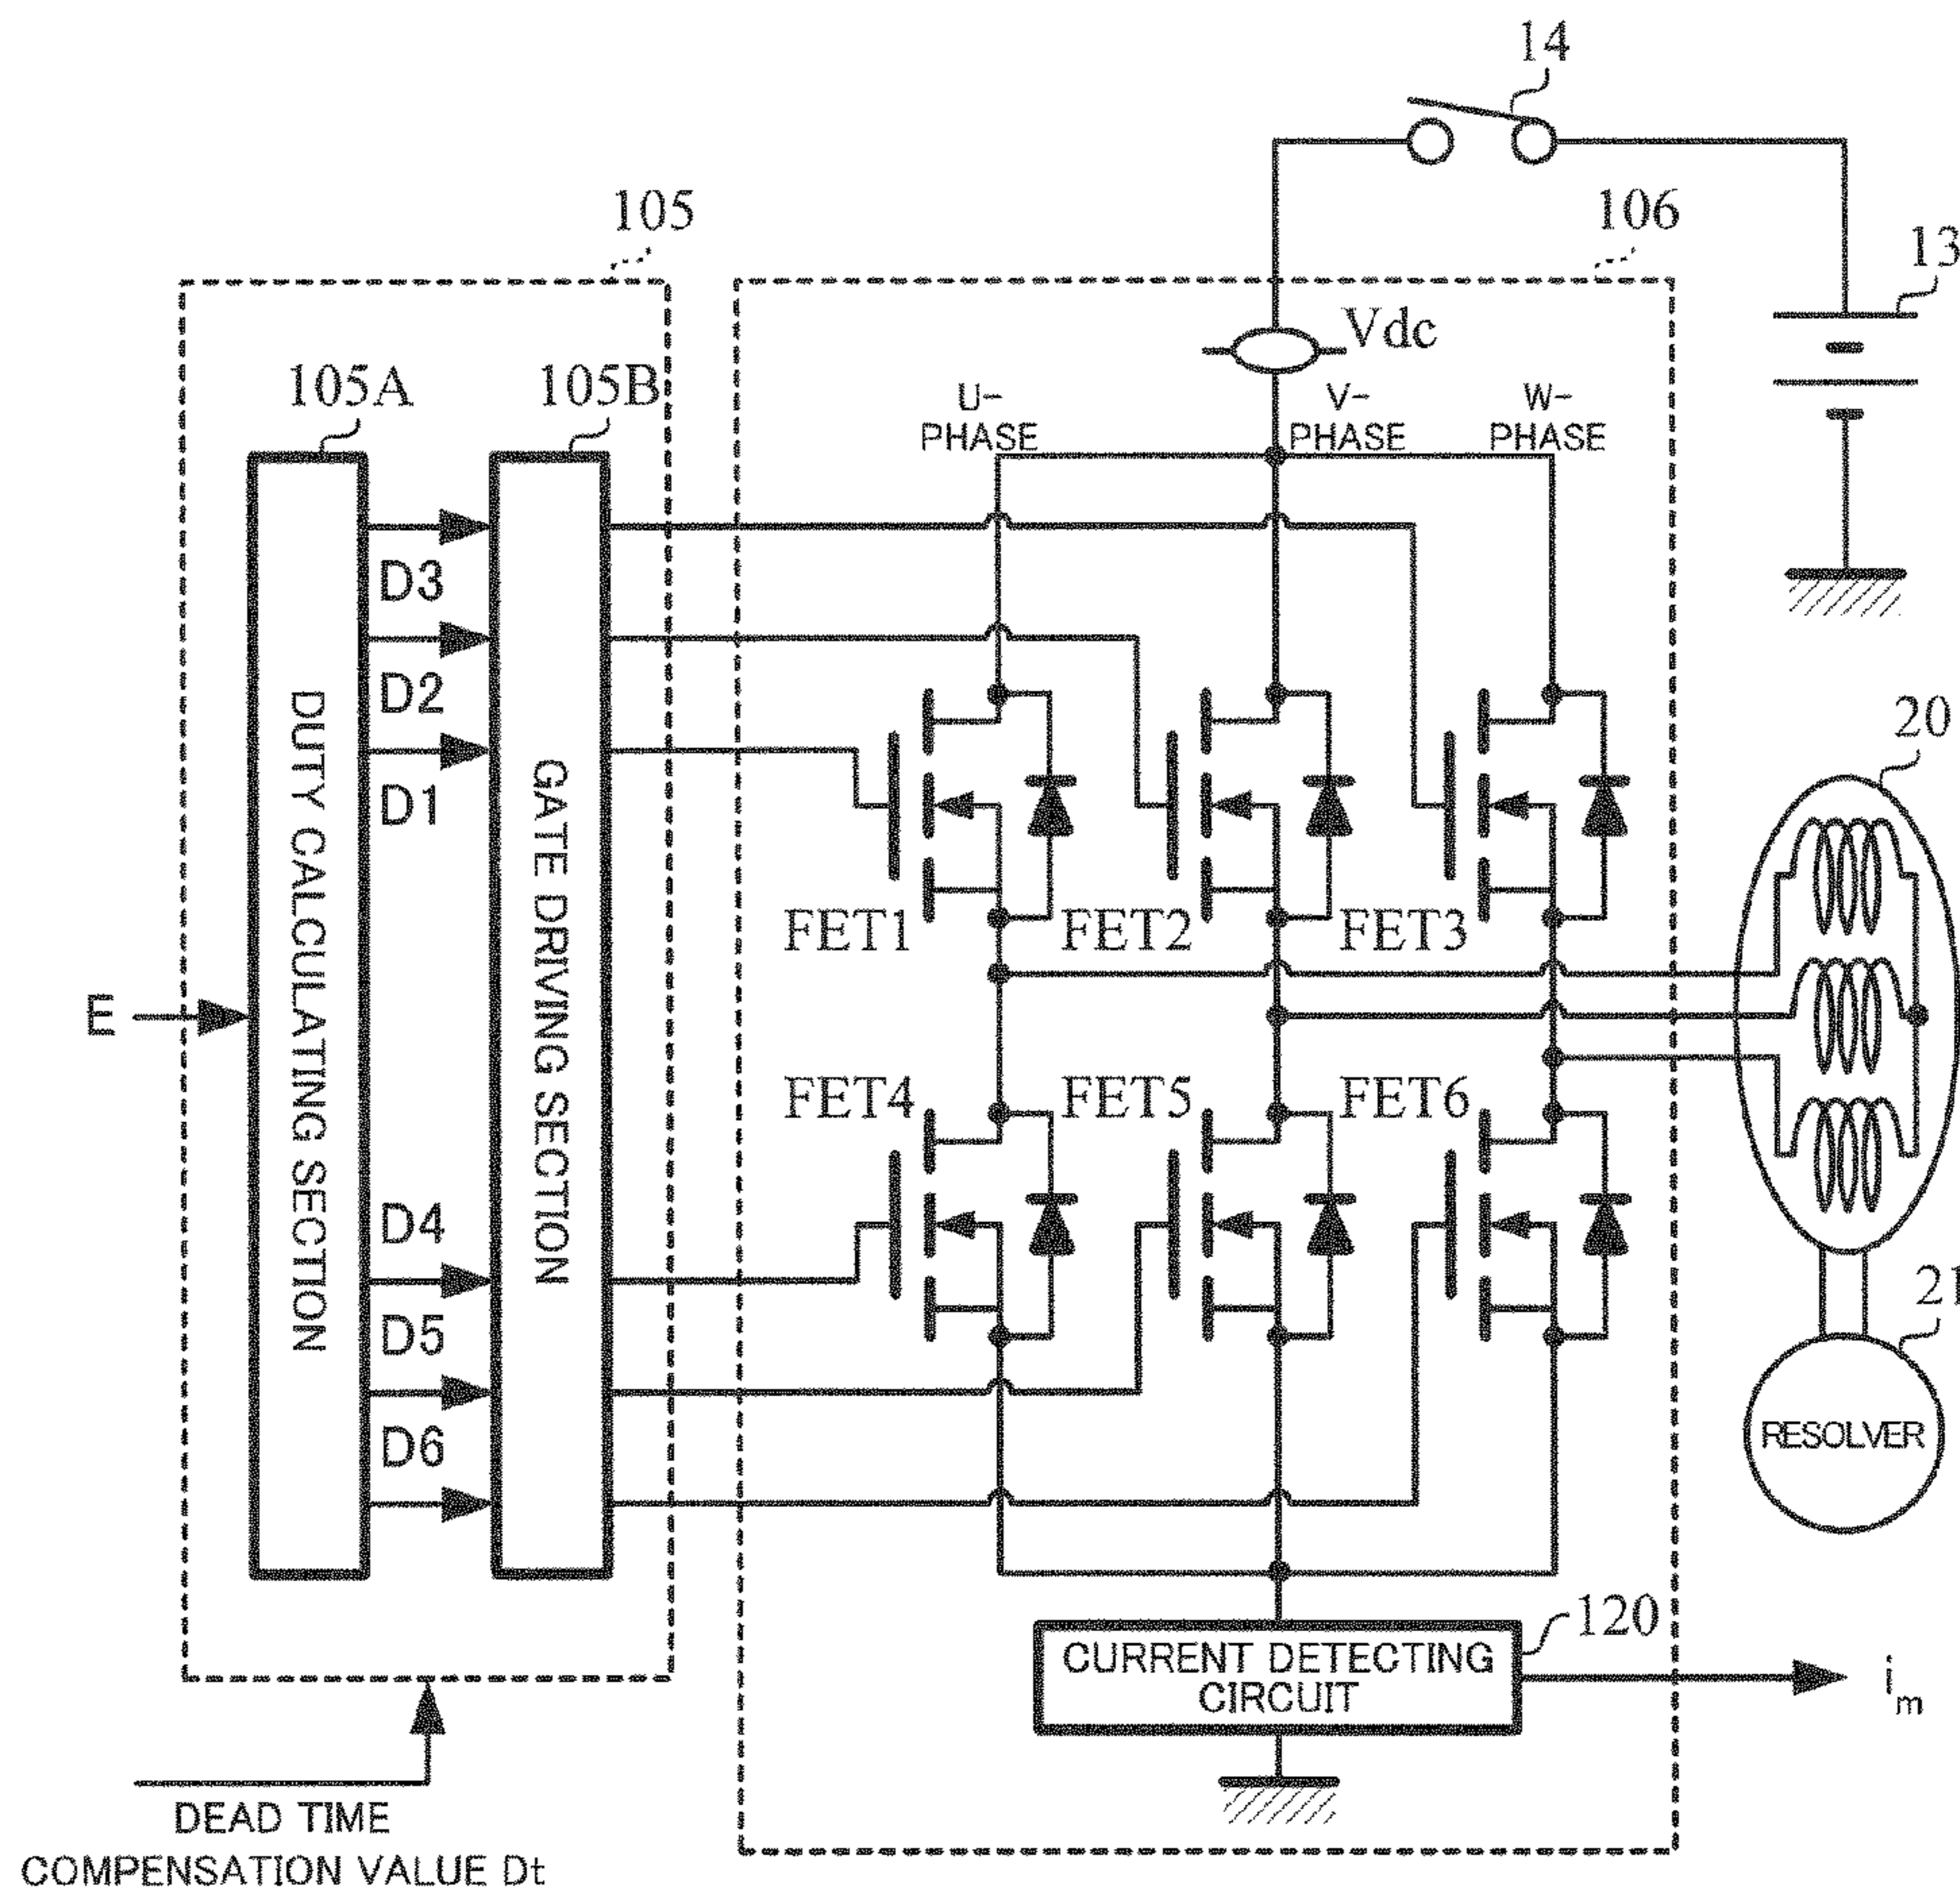 14
105
106
13
Vdc
105A
105B
U-
PHASE
V-
PHASE
W-
PHASE
D3
D2
D1
20
DUTY CALCULATING SECTION
GATE DRIVING SECTION
FET1
FET2
FET3
E
FET4
FET5
FET6
D4
D5
D6
21
RESOLVER
120
CURRENT DETECTING
CIRCUIT
im
DEAD TIME
COMPENSATION VALUE Dt